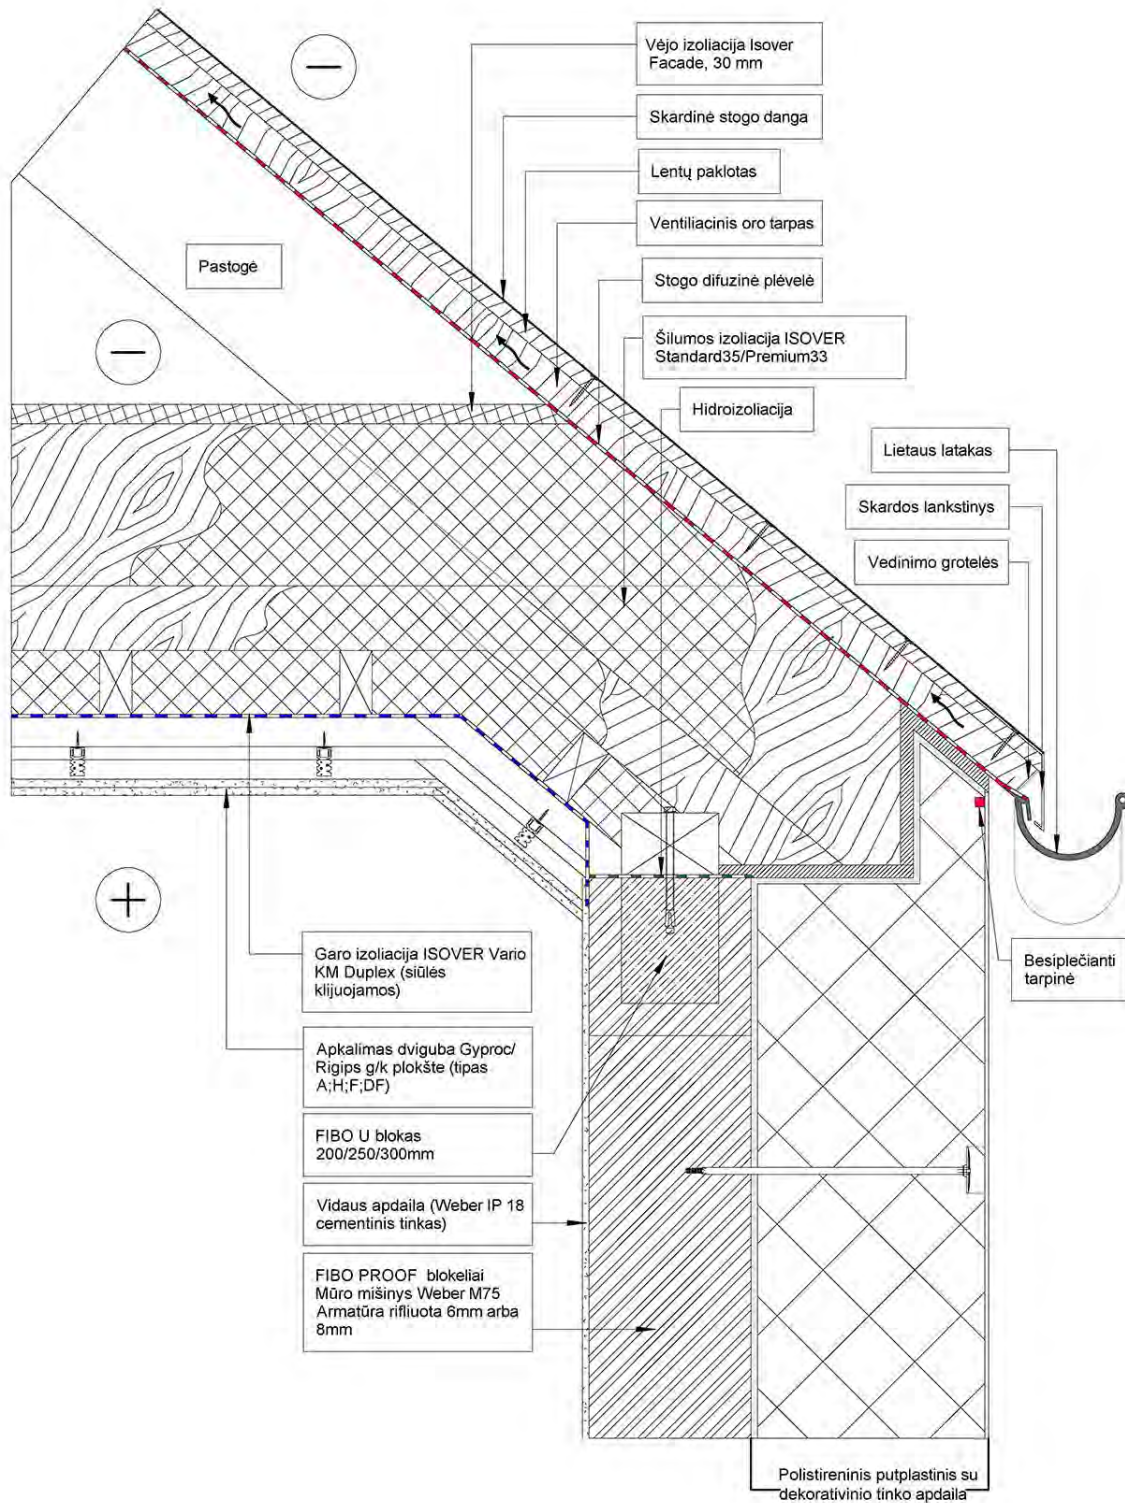 Vėjo izoliacija Isover
Facade, 30 mm
Skardinė stogo danga
Lentų paklotas
Ventiliacinis oro tarpas
Pastogė
Stogo difuzinė plėvelė
Šilumos izoliacija ISOVER
Standard35/Premium33
Hidroizoliacija
Lietaus latakas
Skardos lankstinys
Vedinimo grotelės
Garo izoliacija ISOVER Vario
KM Duplex (siūlės
klijuojamos)
Besiplečianti
tarpinė
Apkalimas dviguba Gyproc/
Rigips g/k plokšte (tipas
A;H;F;DF)
FIBO U blokas
200/250/300mm
Vidaus apdaila (Weber IP 18
cementinis tinkas)
FIBO PROOF blokeliai
Mūro mišinys Weber M75
Armatūra rifliuota 6mm arba
8mm
Polistireninis putplastinis su
dekoratyvinio tinko apdaila